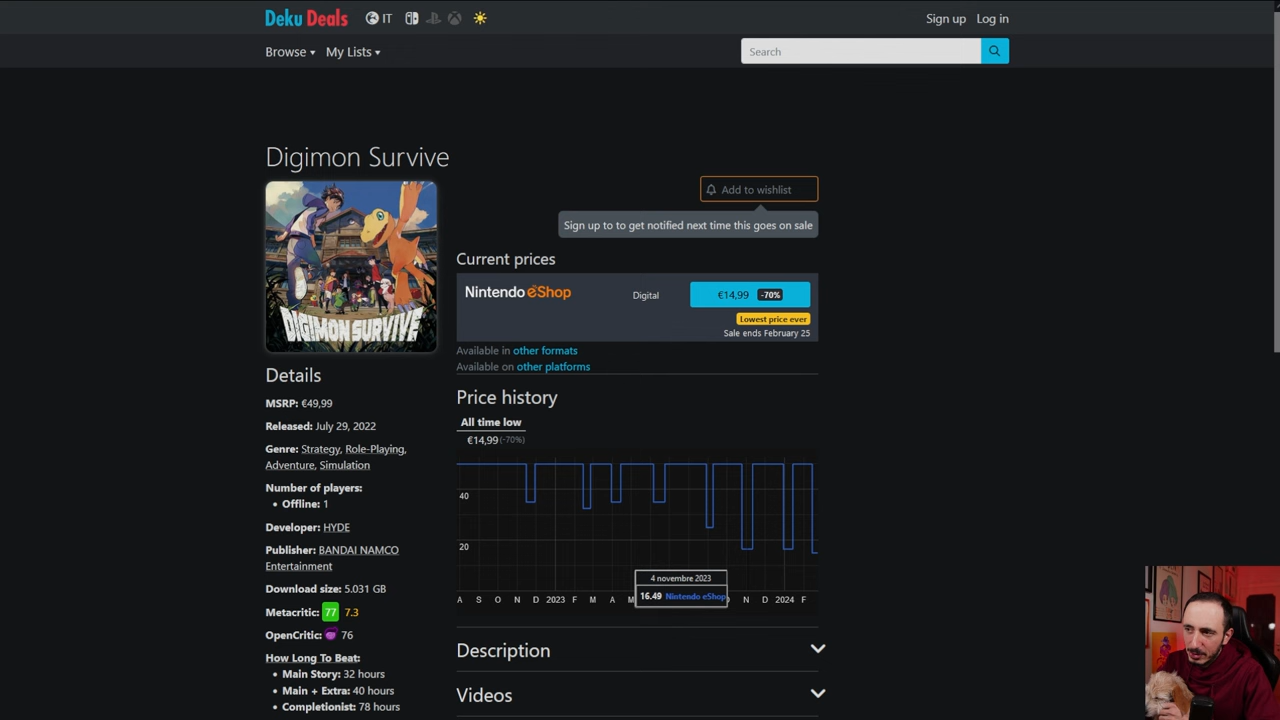 Deku Deals IT
Sign up Log in
Browse My Lists
Search
Digimon Survive
Add to wishlist
Sign up to to get notified next time this goes on sale
DIGIMON SURVIVE
Current prices
Nintendo eShop Digital €14,99 -70%
Lowest price ever
Sale ends February 25
Available in other formats
Available on other platforms
Details
MSRP: €49,99
Released: July 29, 2022
Genre: Strategy, Role-Playing,
Adventure, Simulation
Number of players:
• Offline: 1
Developer: HYDE
Publisher: BANDAI NAMCO
Entertainment
Download size: 5.031 GB
Metacritic: 77 7.3
OpenCritic: 76
How Long To Beat:
• Main Story: 32 hours
• Main + Extra: 40 hours
• Completionist: 78 hours
Price history
All time low
€14,99 (-70%)
40
20
4 novembre 2023
16.49 Nintendo eShop
A S O N D 2023 F M A M N D 2024 F
Description
Videos